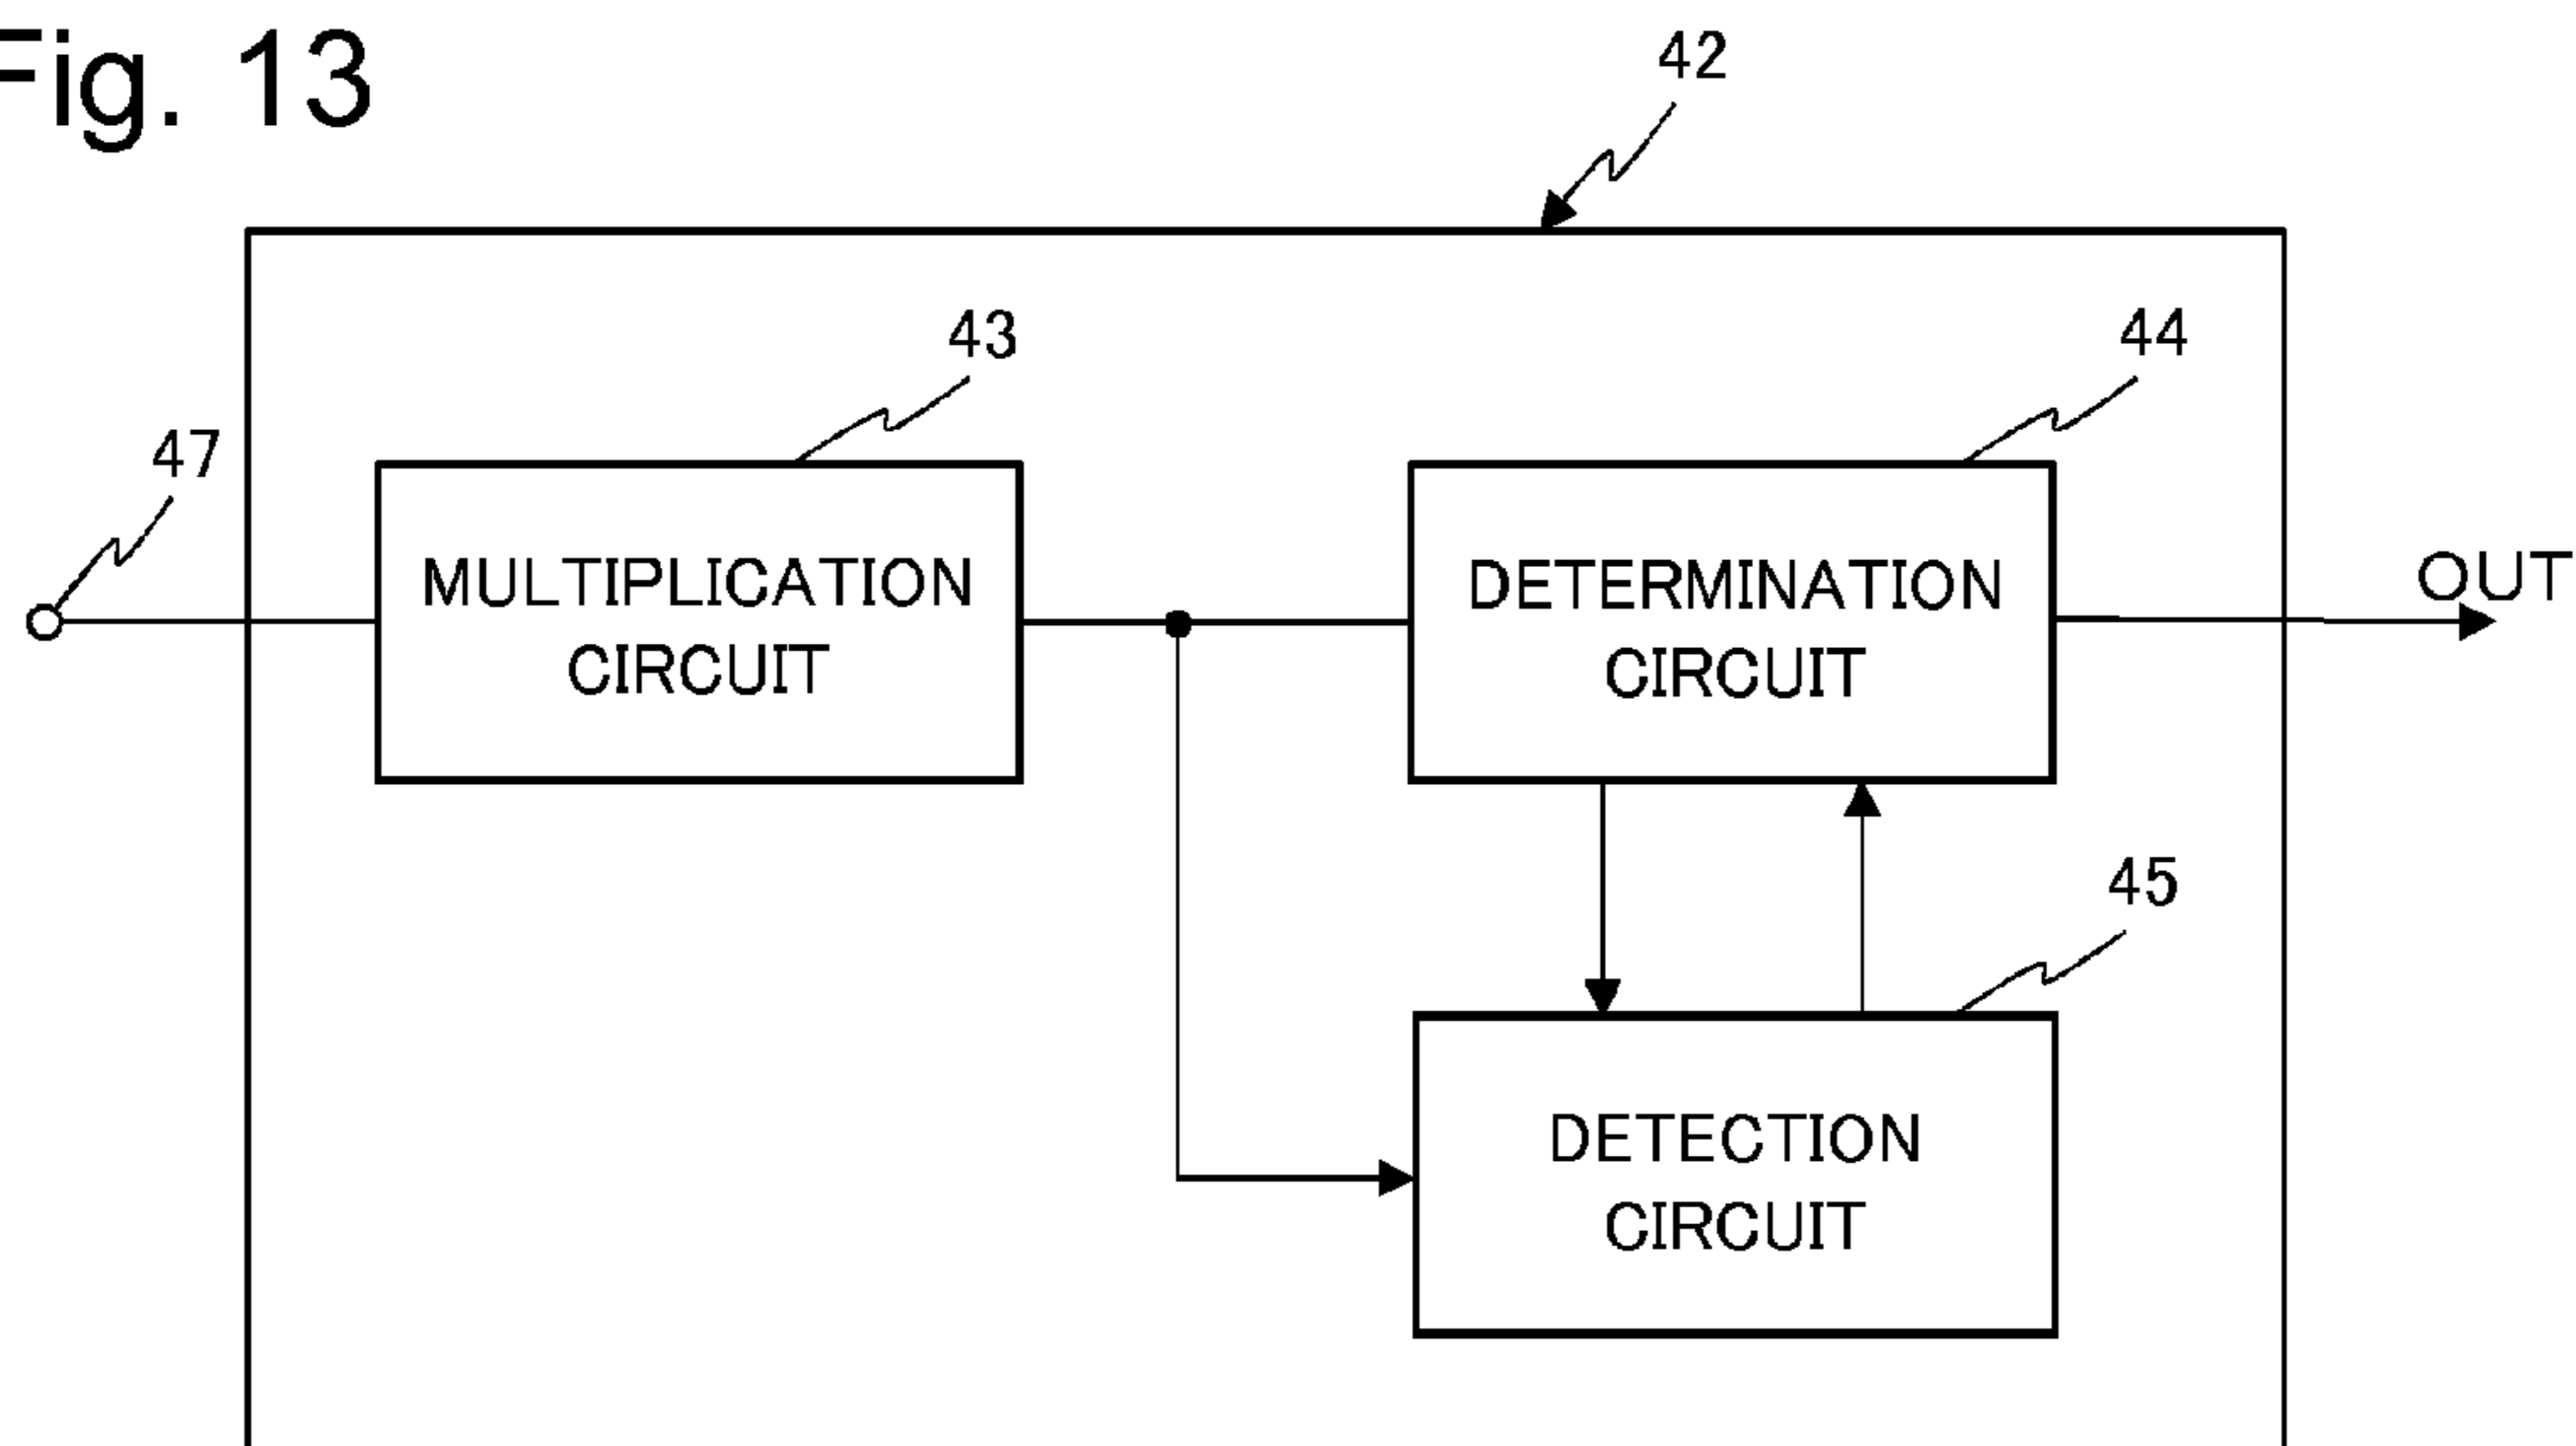 Fig. 13
42
43
44
47
MULTIPLICATION
CIRCUIT
DETERMINATION
CIRCUIT
OUT
45
DETECTION
CIRCUIT